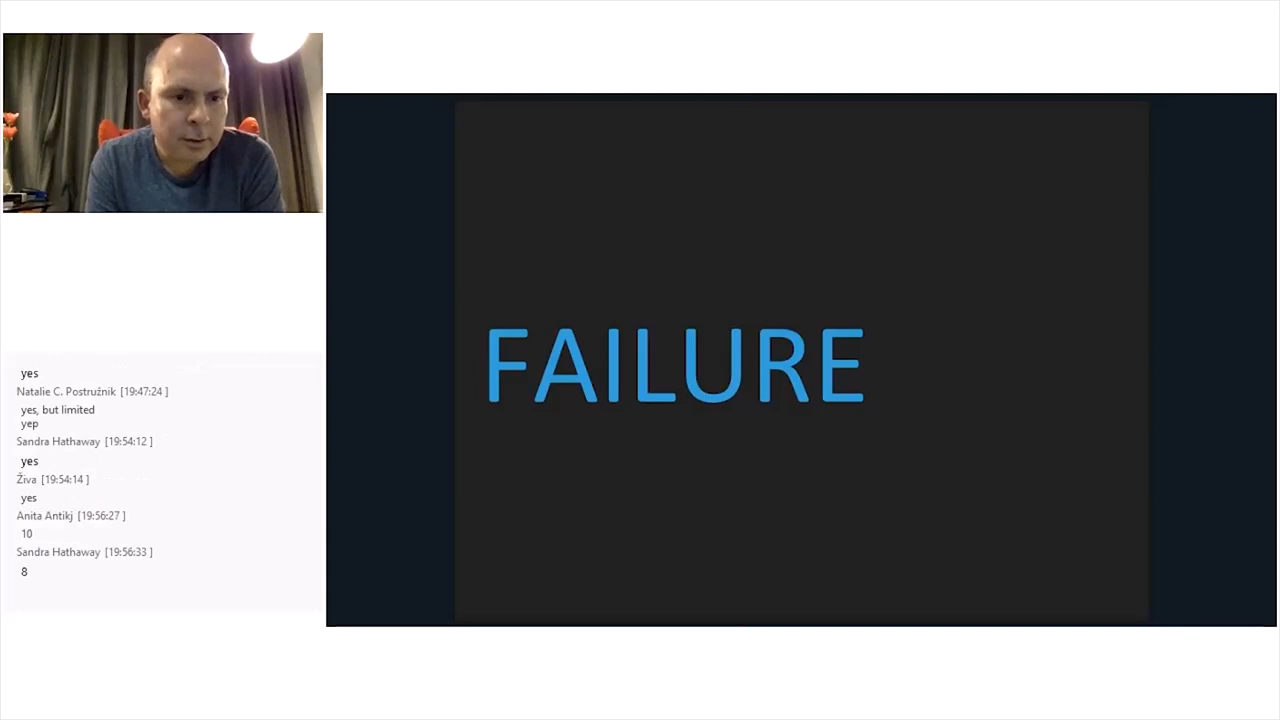 yes
Natalie C. Postružnik [19:47:24 ]
yes, but limited
yep
Sandra Hathaway [19:54:12 ]
yes
Živa [19:54:14 ]
yes
Anita Antikj [19:56:27 ]
10
Sandra Hathaway [19:56:33 ]
8
FAILURE